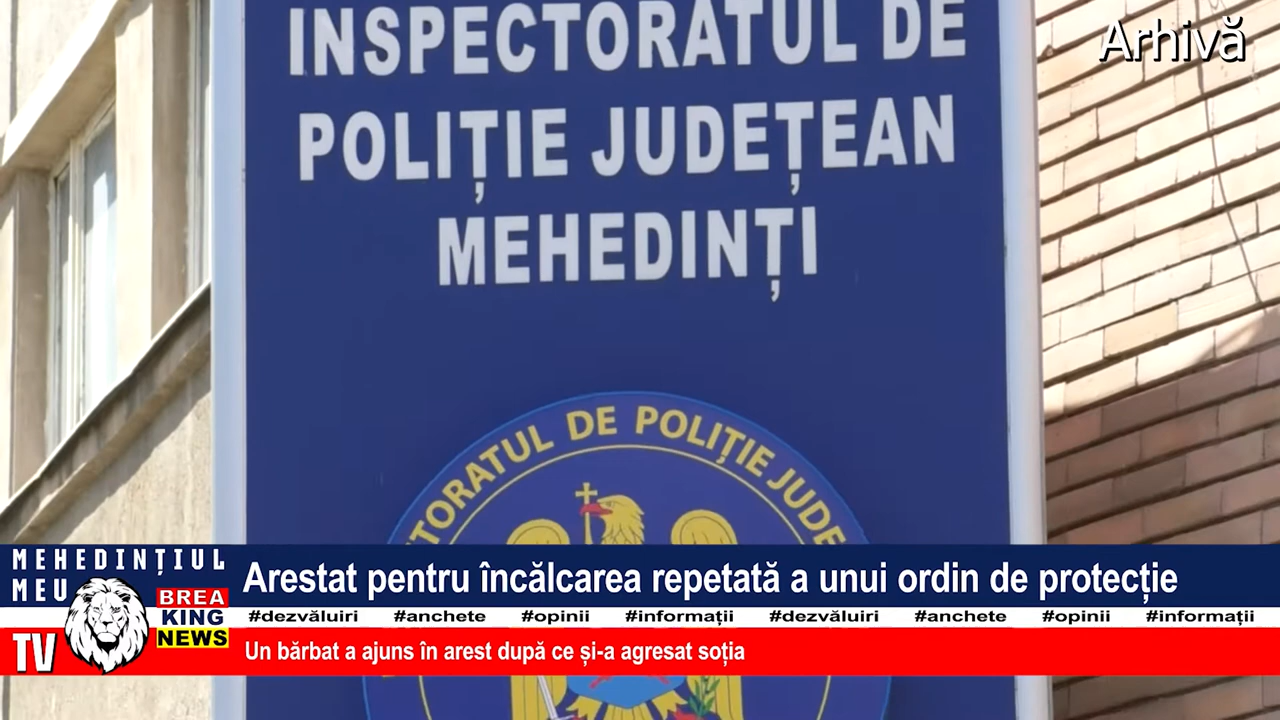 INSPECTORATUL DE
POLIȚIE JUDEȚEAN
MEHEDINȚI
Arhivă
TORATUL DE POLIȚIE JUDE
MEHEDINȚIUL
MEU
TV
BREA
KING
NEWS
Arestat pentru încălcarea repetată a unui ordin de protecție
#dezvăluiri #anchete #opinii #informații #dezvăluiri #anchete #opinii #informații
Un bărbat a ajuns în arest după ce și-a agresat soția